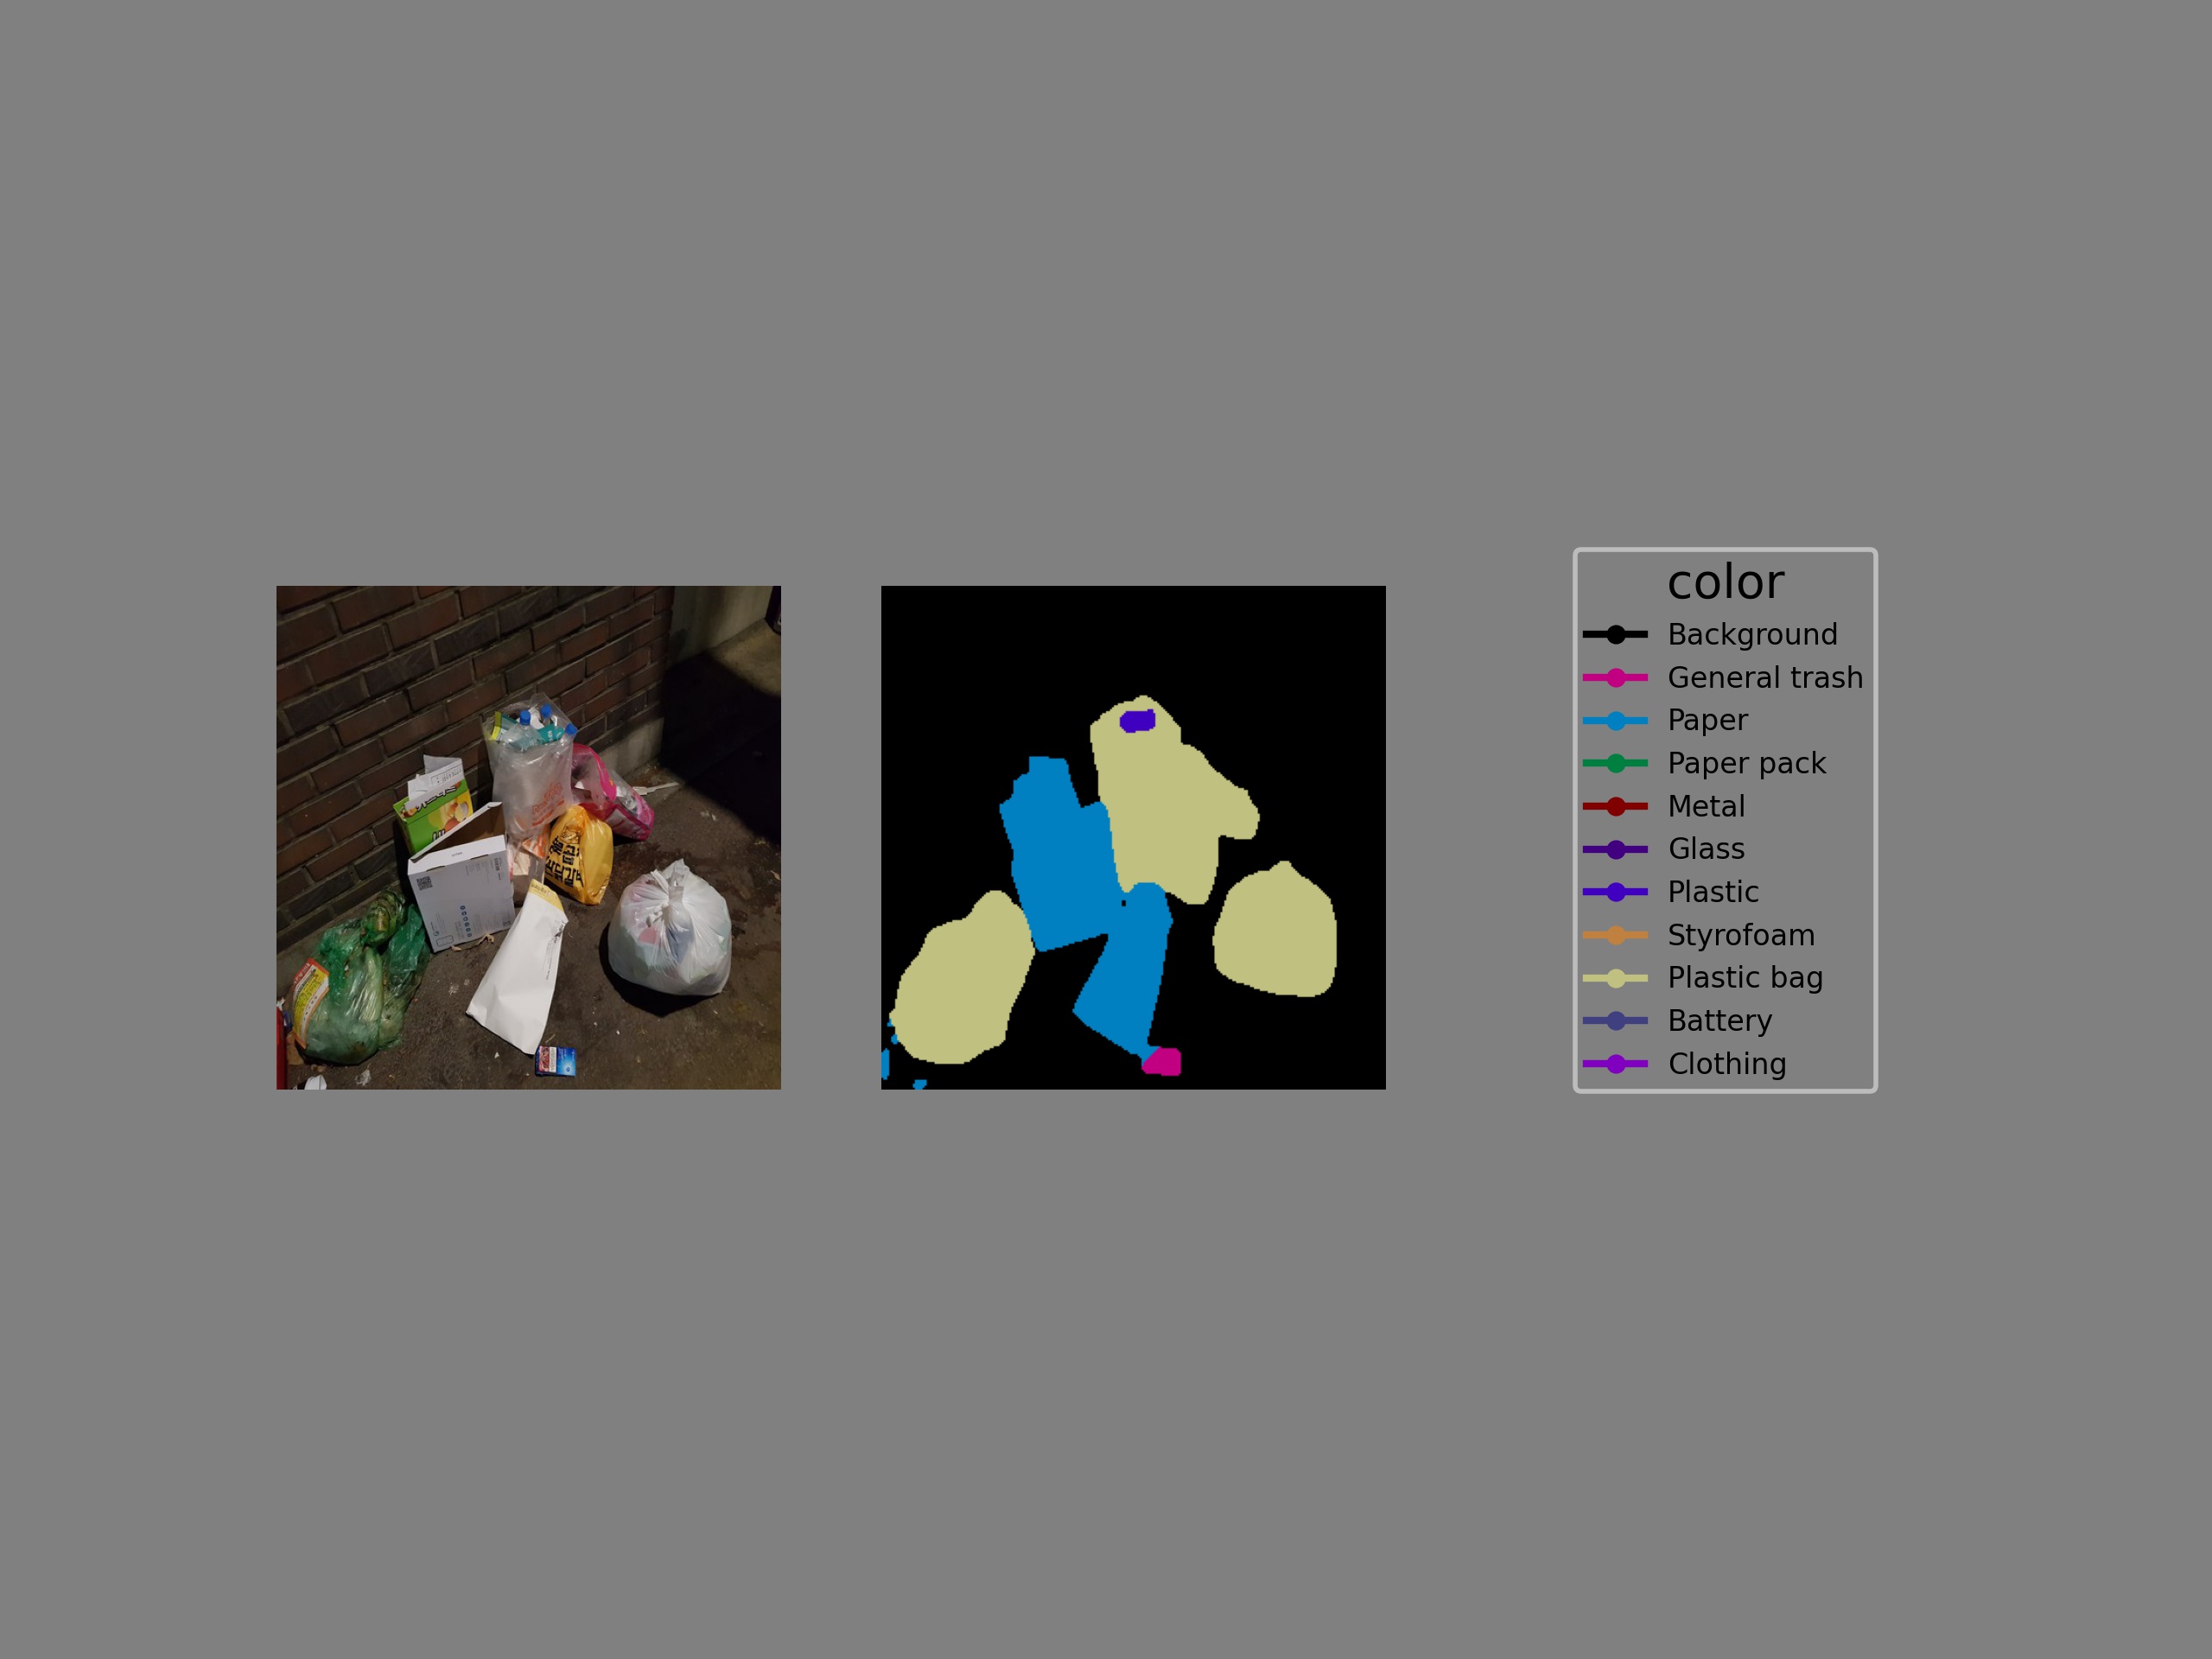 color
Background
General trash
Paper
Paper pack
Metal
Glass
Plastic
Styrofoam
Plastic bag
Battery
Clothing